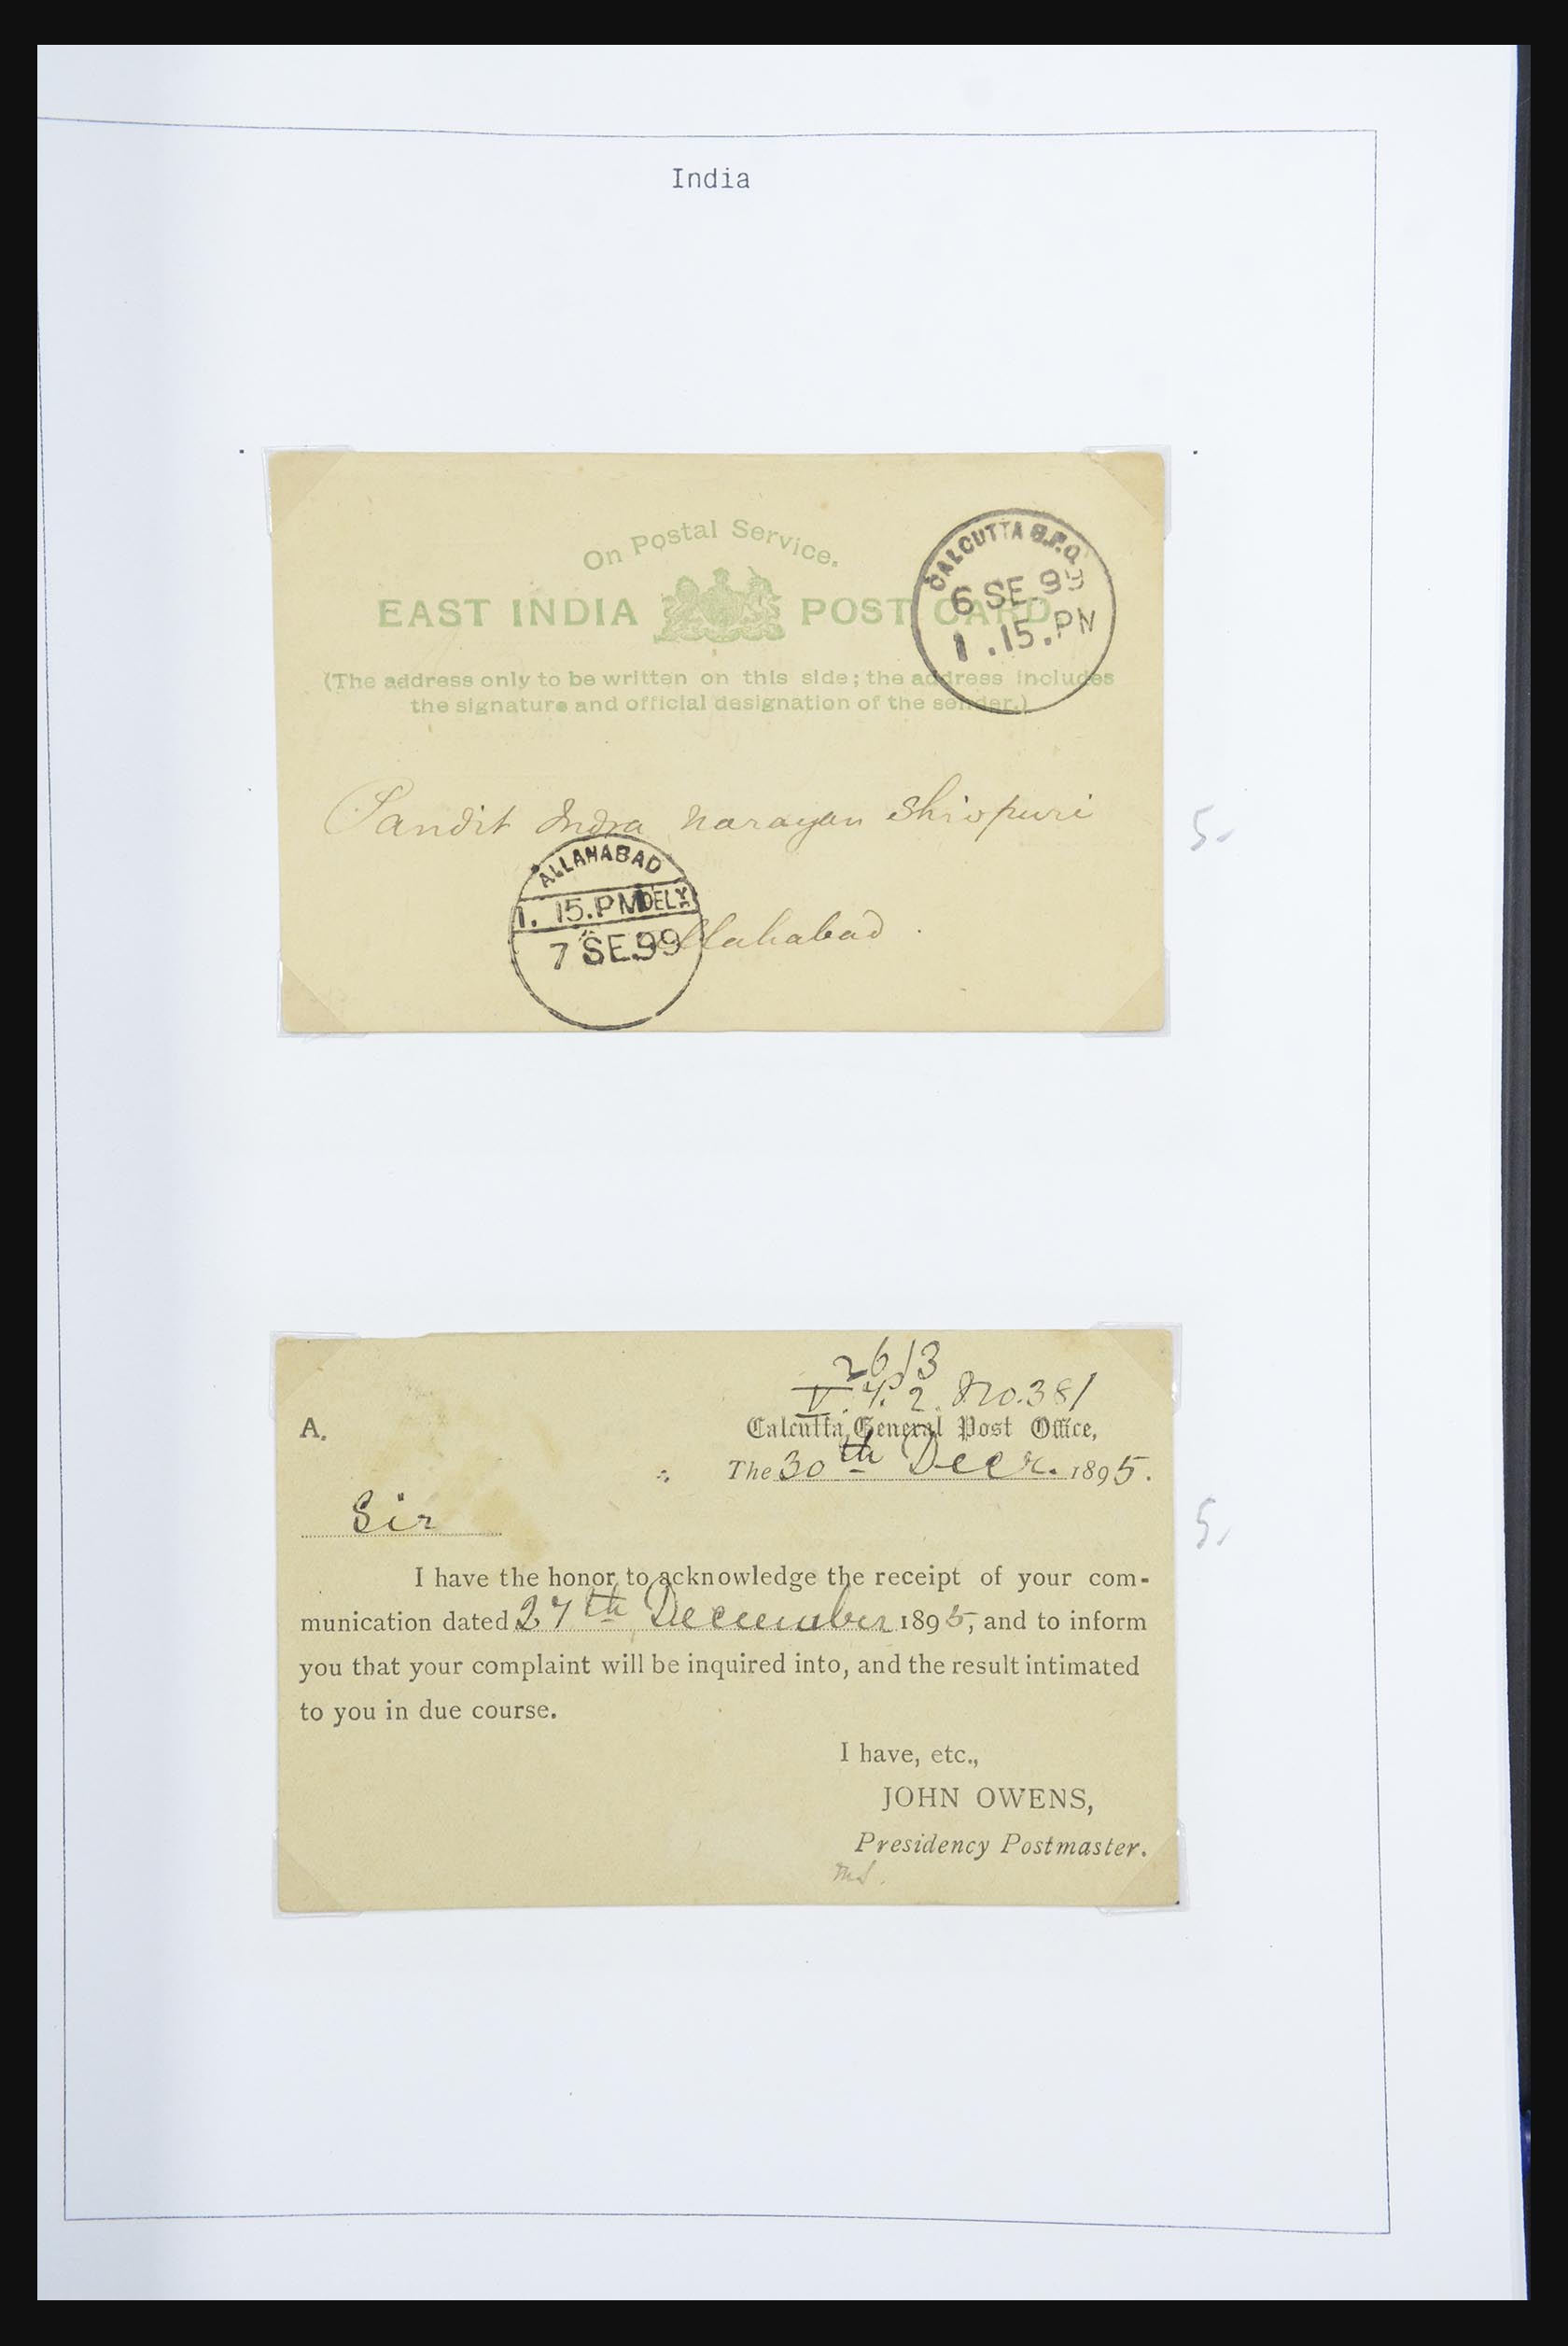 India
On Postal Service.
EAST INDIA POST CARD
(The address only to be written on this side; the address includes
the signature and official designation of the sender.)
CALCUTTA G.P.O.
6 SE. 99
1 .15. PM
Pandit Indra Narayan Shivpuri
Allahabad .
ALLAHABAD
1. 15. PM DELY.
7 SE. 99
5-
2613
V. P. 2. No. 381
A.
Calcutta General Post Office,
The 30th Decr. 1895.
Sir
I have the honor to acknowledge the receipt of your com-
munication dated 27th December 1895, and to inform
you that your complaint will be inquired into, and the result intimated
to you in due course.
I have, etc.,
JOHN OWENS,
Presidency Postmaster.
5.